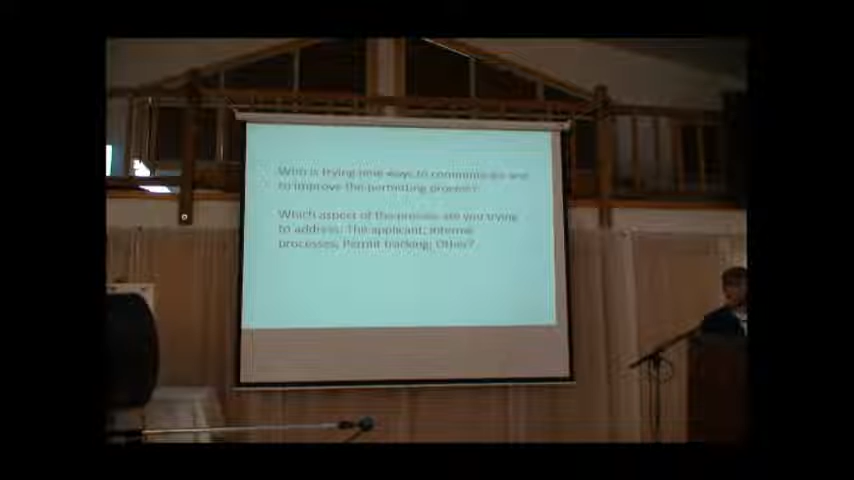 Who is trying new ways to communicate and
to improve the permitting process?
Which aspect of the process are you trying
to address: The applicant; Internal
processes; Permit tracking; Other?